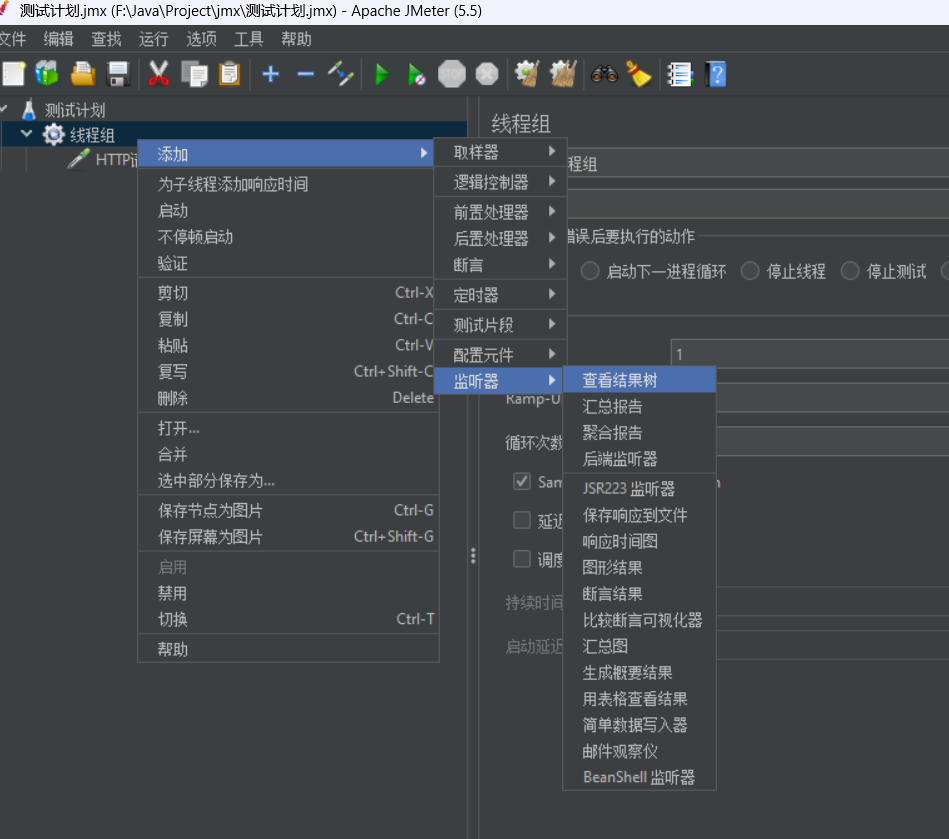 测试计划.jmx (F:\Java\Project\jmx\测试计划.jmx) - Apache JMeter (5.5)
文件 编辑 查找 运行 选项 工具 帮助
STOP
测试计划
线程组
HTTP
线程组
程组
添加
为子线程添加响应时间
启动
不停顿启动
验证
剪切 Ctrl-X
复制 Ctrl-C
粘贴 Ctrl-V
复写 Ctrl+Shift-C
删除 Delete
打开...
合并
选中部分保存为...
保存节点为图片 Ctrl-G
保存屏幕为图片 Ctrl+Shift-G
启用
禁用
切换 Ctrl-T
帮助
取样器
逻辑控制器
前置处理器
后置处理器
断言
定时器
测试片段
配置元件
监听器
错误后要执行的动作
启动下一进程循环 停止线程 停止测试
1
Ramp-U
循环次数
Sam
延迟
调度
持续时间
启动延迟
查看结果树
汇总报告
聚合报告
后端监听器
JSR223 监听器
保存响应到文件
响应时间图
图形结果
断言结果
比较断言可视化器
汇总图
生成概要结果
用表格查看结果
简单数据写入器
邮件观察仪
BeanShell 监听器